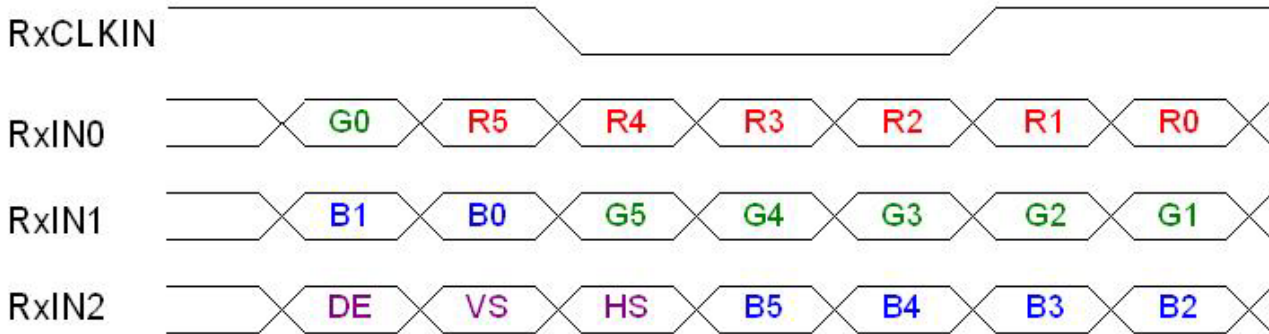 RxCLKIN
RxIN0 G0 R5 R4 R3 R2 R1 R0
RxIN1 B1 B0 G5 G4 G3 G2 G1
RxIN2 DE VS HS B5 B4 B3 B2